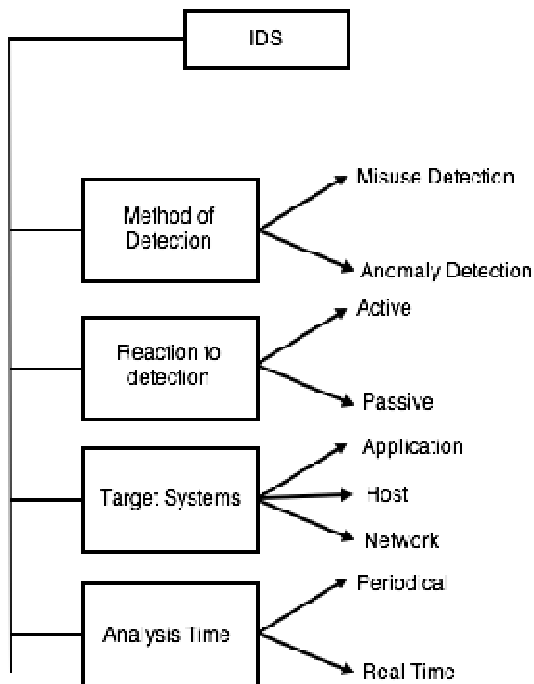 IDS
Misuse Detection
Method of
Detection
Anomaly Detection
Active
Reaction to
detection
Passive
Application
Target Systems
Host
Network
Periodical
Analysis Time
Real Time